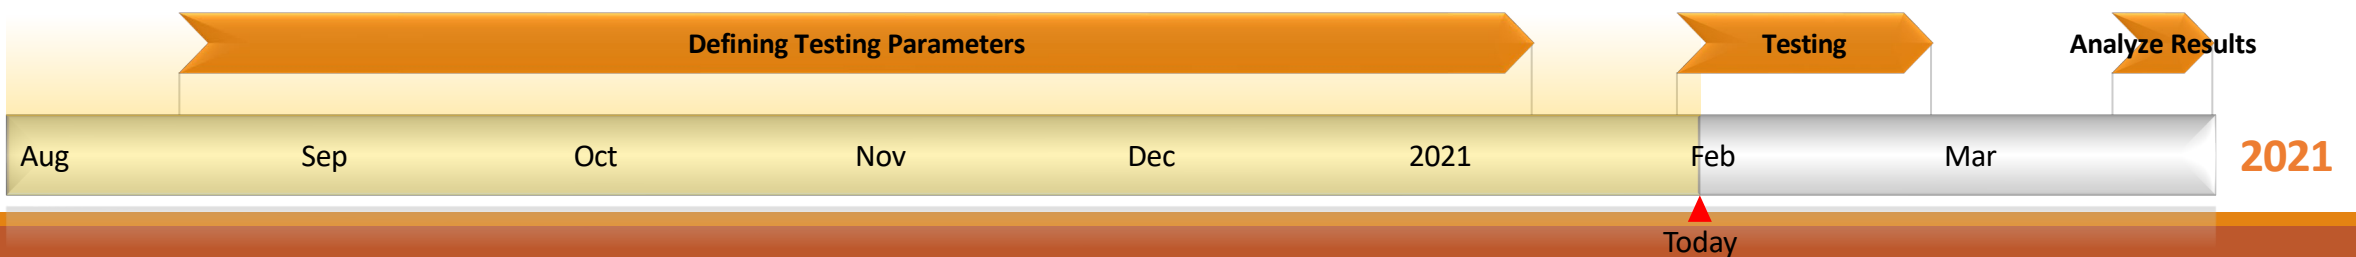 Defining Testing Parameters
Testing
Analyze Results
Aug
Sep
Oct
Nov
Dec
2021
Feb
Mar
2021
Today